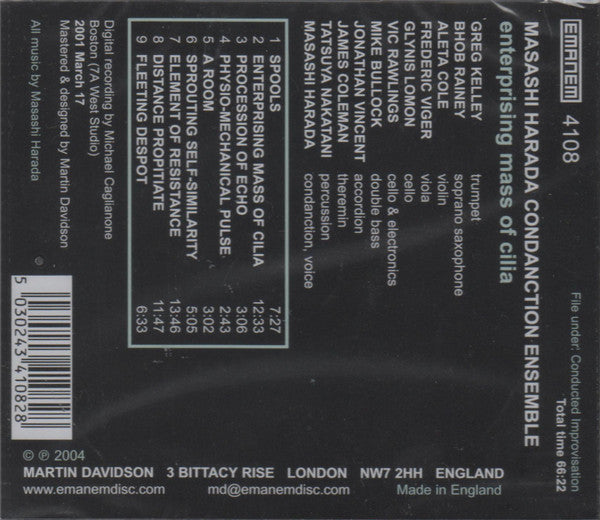 EMANEM 4108
File under: Conducted Improvisation
Total time 66:22
MASASHI HARADA CONDANCTION ENSEMBLE
enterprising mass of cilia
GREG KELLEY trumpet
BHOB RAINEY soprano saxophone
ALETA COLE violin
FREDERIC VIGER viola
GLYNIS LOMON cello
VIC RAWLINGS cello & electronics
MIKE BULLOCK double bass
JONATHAN VINCENT accordion
JAMES COLEMAN theremin
TATSUYA NAKATANI percussion
MASASHI HARADA condanction, voice
1 SPOOLS 7:27
2 ENTERPRISING MASS OF CILIA 12:33
3 PROCESSION OF ECHO 3:06
4 PHYSIO-MECHANICAL PULSE 2:43
5 A ROOM 3:02
6 SPROUTING SELF-SIMILARITY 5:05
7 ELEMENT OF RESISTANCE 13:46
8 DISTANCE PROPITIATE 11:47
9 FLEETING DESPOT 6:33
Digital recording by Michael Caglianone
Boston (7A West Studio)
2001 March 17
Mastered & designed by Martin Davidson
All music by Masashi Harada
5 030243 410828
© ℗ 2004
MARTIN DAVIDSON 3 BITTACY RISE LONDON NW7 2HH ENGLAND
www.emanemdisc.com md@emanemdisc.com Made in England